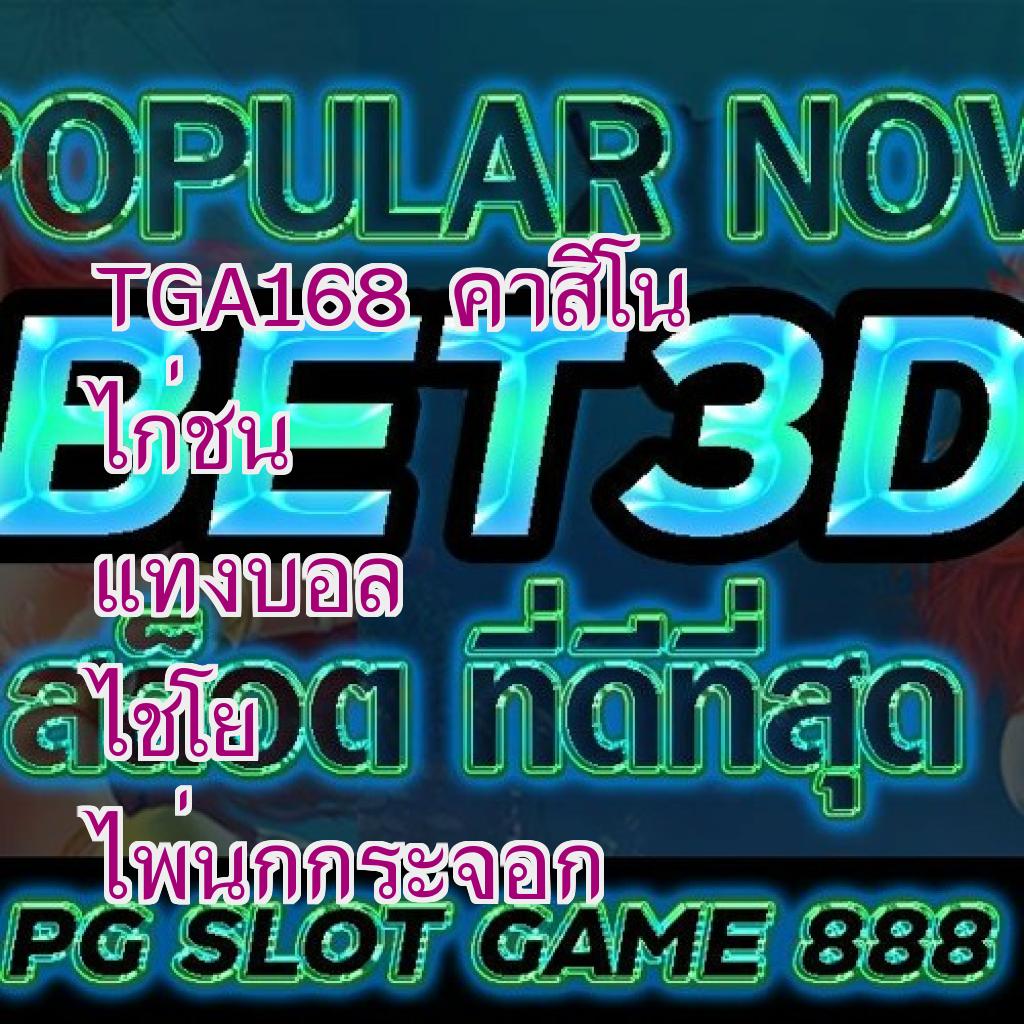 POPULAR NOW
TGA168 คาสิโน
BET3D
ไก่ชน
แทงบอล
สล็อต ที่ดีที่สุด
ไชโย
ไพ่นกกระจอก
PG SLOT GAME 888